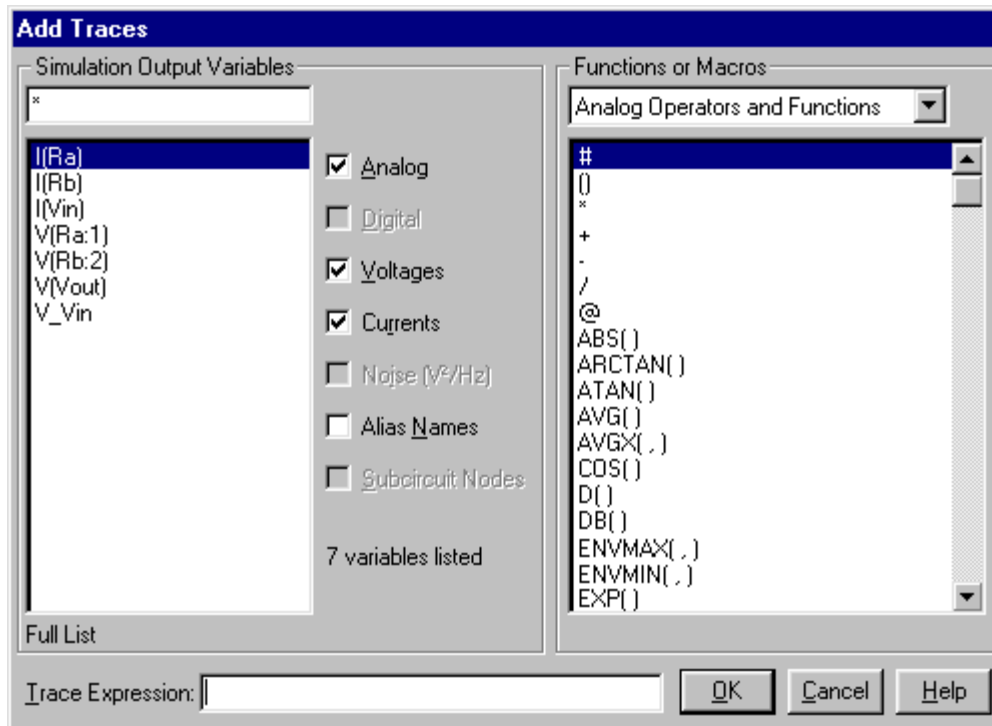 Add Traces
Simulation Output Variables
*
I(Ra)
I(Rb)
I(Vin)
V(Ra:1)
V(Rb:2)
V(Vout)
V_Vin
Analog
Digital
Voltages
Currents
Noise (V²/Hz)
Alias Names
Subcircuit Nodes
7 variables listed
Full List
Functions or Macros
Analog Operators and Functions
#
()
*
+
-
/
@
ABS( )
ARCTAN( )
ATAN( )
AVG( )
AVGX( , )
COS( )
D( )
DB( )
ENVMAX( , )
ENVMIN( , )
EXP( )
Trace Expression:
OK
Cancel
Help